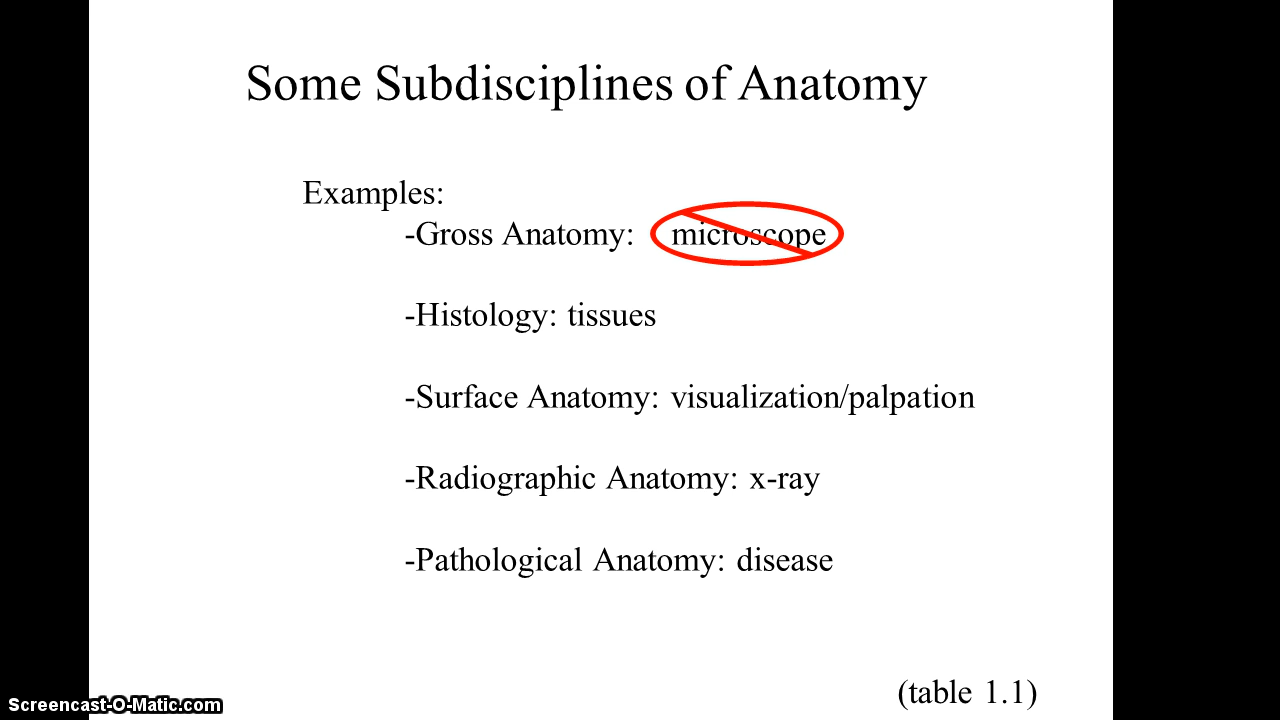 Some Subdisciplines of Anatomy
Examples:
-Gross Anatomy: microscope
-Histology: tissues
-Surface Anatomy: visualization/palpation
-Radiographic Anatomy: x-ray
-Pathological Anatomy: disease
(table 1.1)
Screencast-O-Matic.com